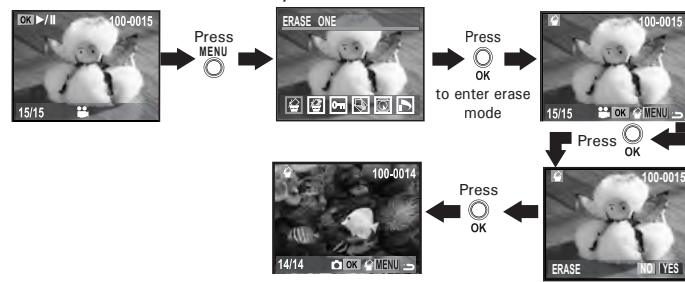 OK ▶/II 100-0015
15/15
Press
MENU
ERASE ONE
Press
OK
to enter erase
mode
100-0015
15/15 OK MENU
Press
OK
ERASE NO YES
100-0015
Press
OK
100-0014
14/14 OK MENU